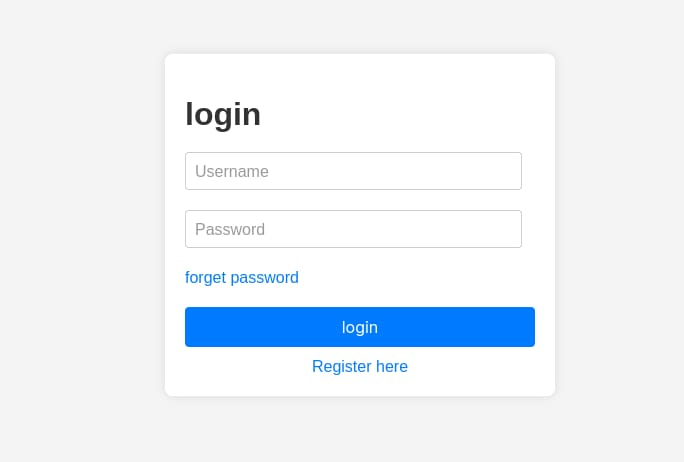 login
Username
Password
forget password
login
Register here